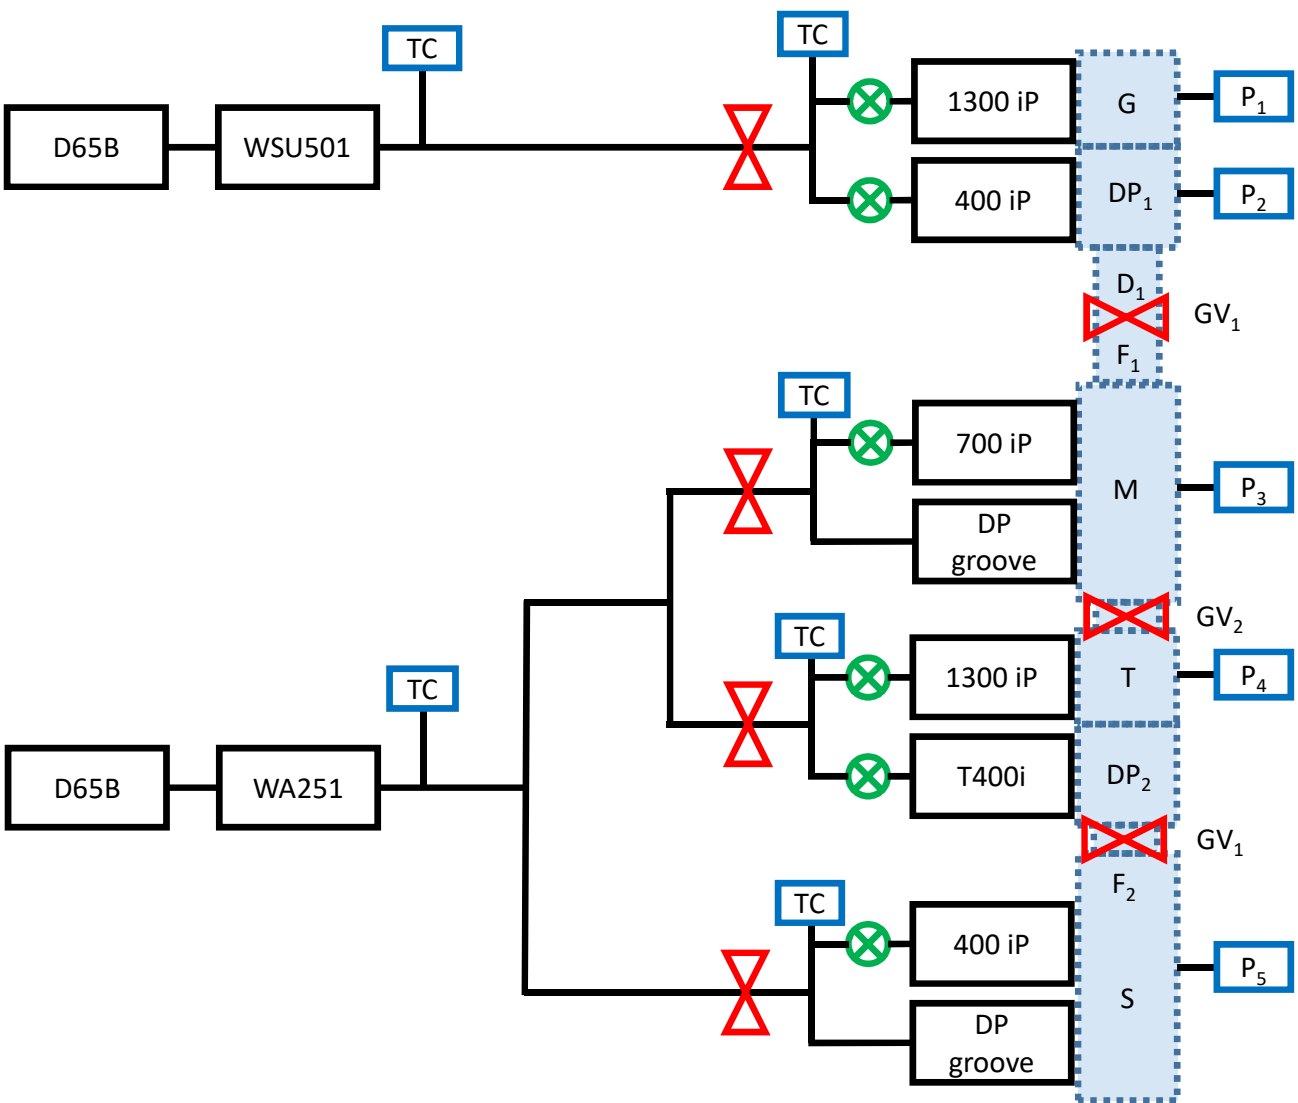 TC
TC
1300 iP
G
P₁
D65B
WSU501
400 iP
DP₁
P₂
D₁
GV₁
F₁
TC
700 iP
M
P₃
DP
groove
GV₂
TC
1300 iP
T
P₄
TC
D65B
WA251
T400i
DP₂
GV₁
F₂
TC
400 iP
P₅
S
DP
groove